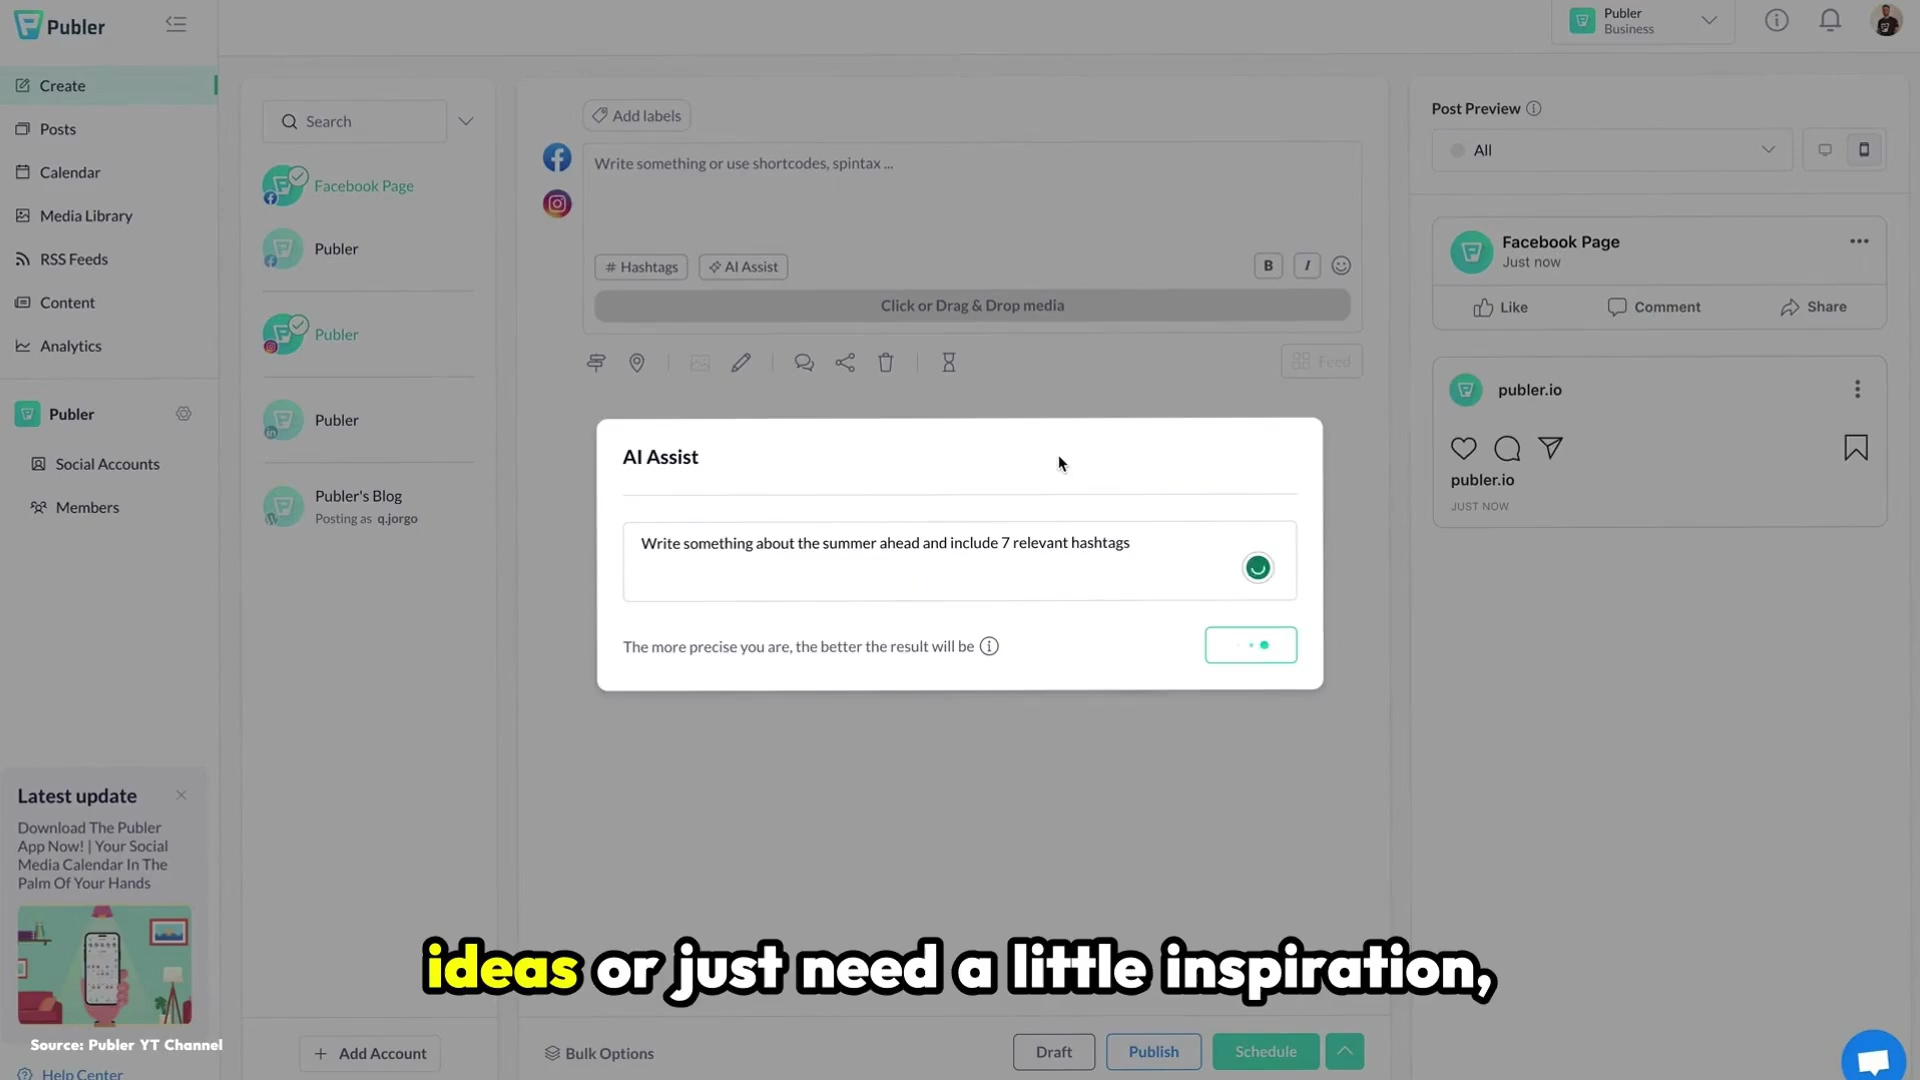 Publer
Create
Posts
Calendar
Media Library
RSS Feeds
Content
Analytics
Publer
Social Accounts
Members
Latest update
Download The Publer
App Now! | Your Social
Media Calendar In The
Palm Of Your Hands
Source: Publer YT Channel
Help Center
Search
Facebook Page
Publer
Publer
Publer
Publer's Blog
Posting as q.jorgo
+ Add Account
Add labels
Write something or use shortcodes, spintax ...
# Hashtags
AI Assist
B
I
Click or Drag & Drop media
Feed
AI Assist
Write something about the summer ahead and include 7 relevant hashtags
The more precise you are, the better the result will be
ideas or just need a little inspiration,
Bulk Options
Draft
Publish
Schedule
Publer
Business
Post Preview
All
Facebook Page
Just now
Like
Comment
Share
publer.io
publer.io
JUST NOW